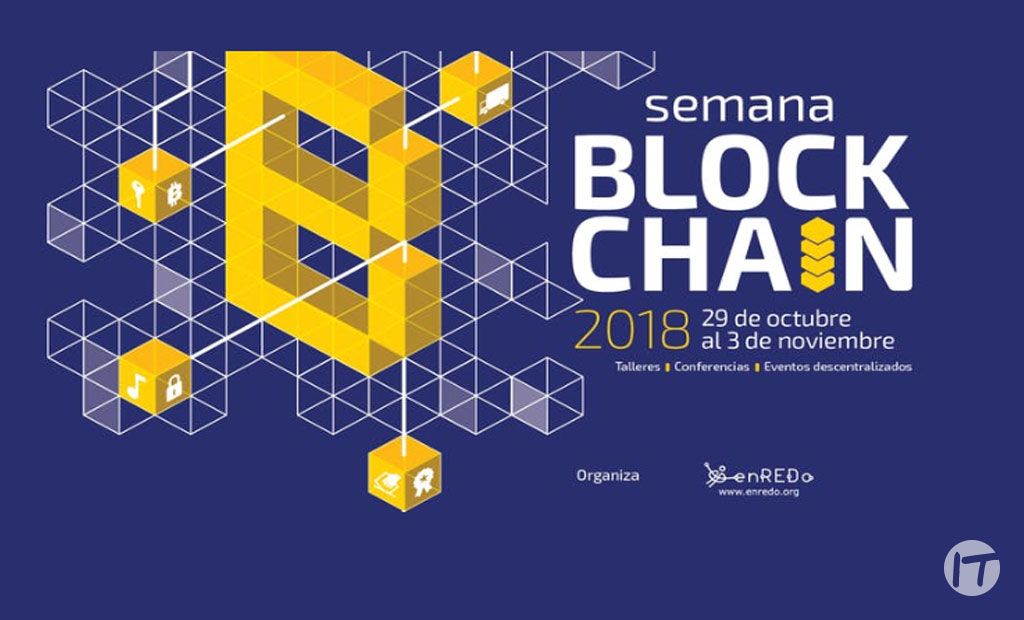 semana
BLOCK
CHAIN
2018
29 de octubre
al 3 de noviembre
Talleres ▮ Conferencias ▮ Eventos descentralizados
Organiza
enREDo
www.enredo.org
IT